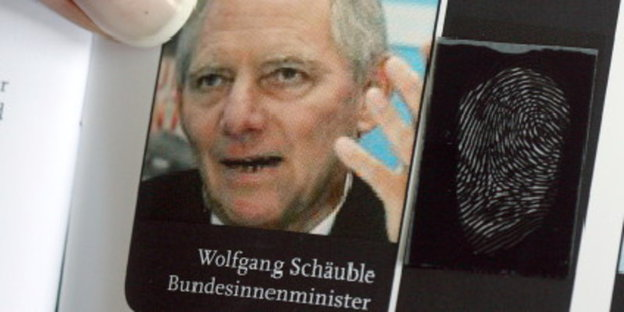 r
d
Wolfgang Schäuble
Bundesinnenminister